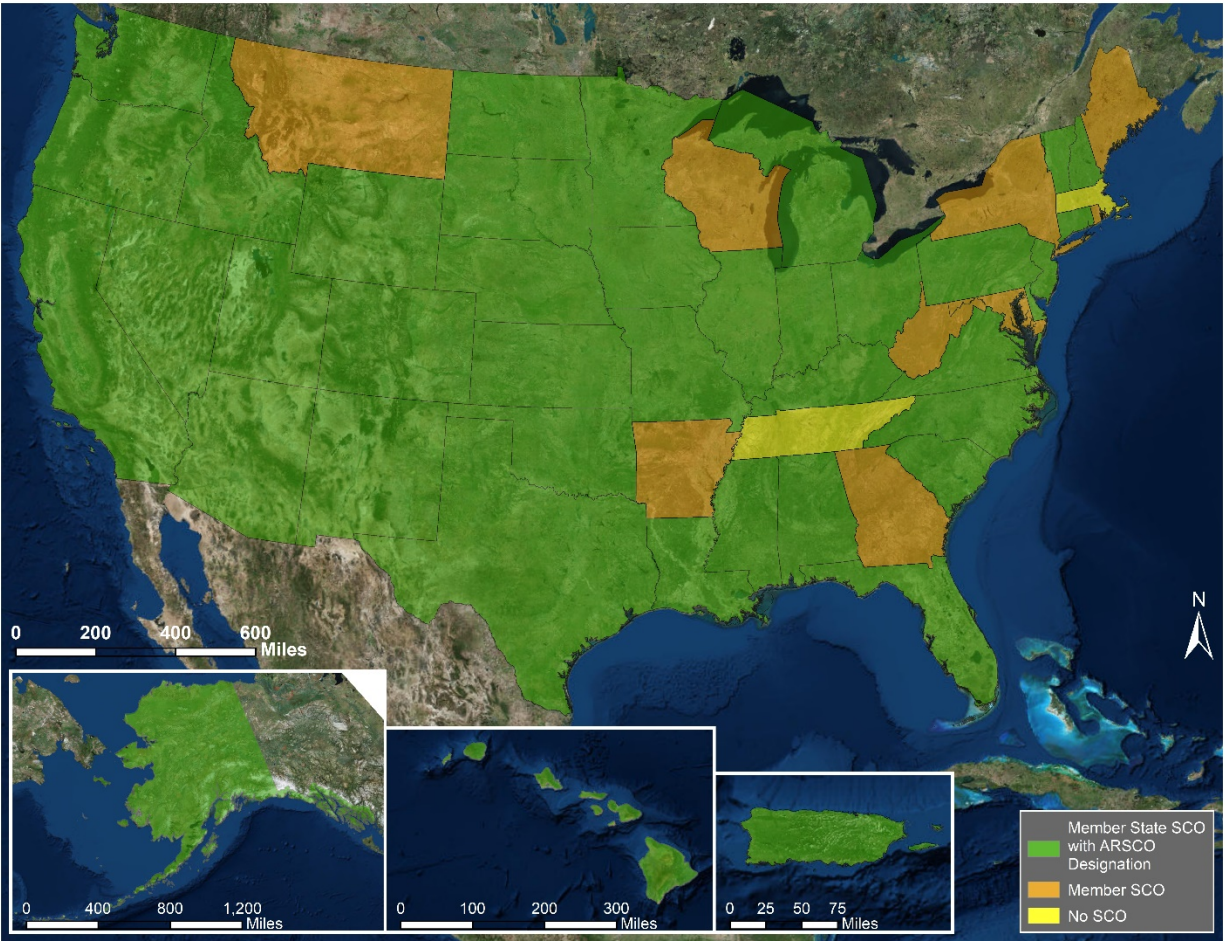 N
0 200 400 600
Miles
0 400 800 1,200
Miles
0 100 200 300
Miles
0 25 50 75
Miles
Member State SCO
with ARSCO
Designation
Member SCO
No SCO